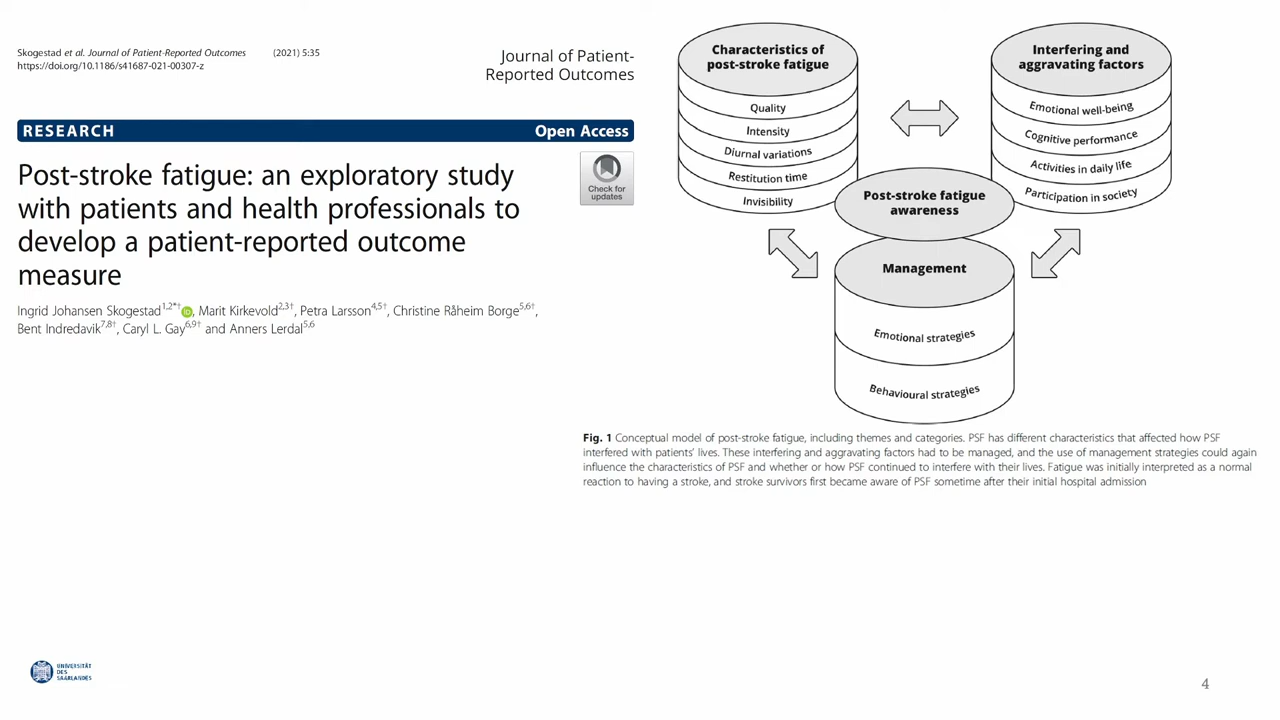 Skogestad et al. Journal of Patient-Reported Outcomes (2021) 5:35
https://doi.org/10.1186/s41687-021-00307-z
Journal of Patient-
Reported Outcomes
RESEARCH Open Access
Post-stroke fatigue: an exploratory study
with patients and health professionals to
develop a patient-reported outcome
measure
Check for
updates
Ingrid Johansen Skogestad1,2*†, Marit Kirkevold2,3†, Petra Larsson4,5†, Christine Råheim Borge5,6†,
Bent Indredavik7,8†, Caryl L. Gay6,9† and Anners Lerdal5,6
Characteristics of
post-stroke fatigue
Quality
Intensity
Diurnal variations
Restitution time
Invisibility
Interfering and
aggravating factors
Emotional well-being
Cognitive performance
Activities in daily life
Participation in society
Post-stroke fatigue
awareness
Management
Emotional strategies
Behavioural strategies
Fig. 1 Conceptual model of post-stroke fatigue, including themes and categories. PSF has different characteristics that affected how PSF
interfered with patients' lives. These interfering and aggravating factors had to be managed, and the use of management strategies could again
influence the characteristics of PSF and whether or how PSF continued to interfere with their lives. Fatigue was initially interpreted as a normal
reaction to having a stroke, and stroke survivors first became aware of PSF sometime after their initial hospital admission
UNIVERSITÄT
DES
SAARLANDES
4